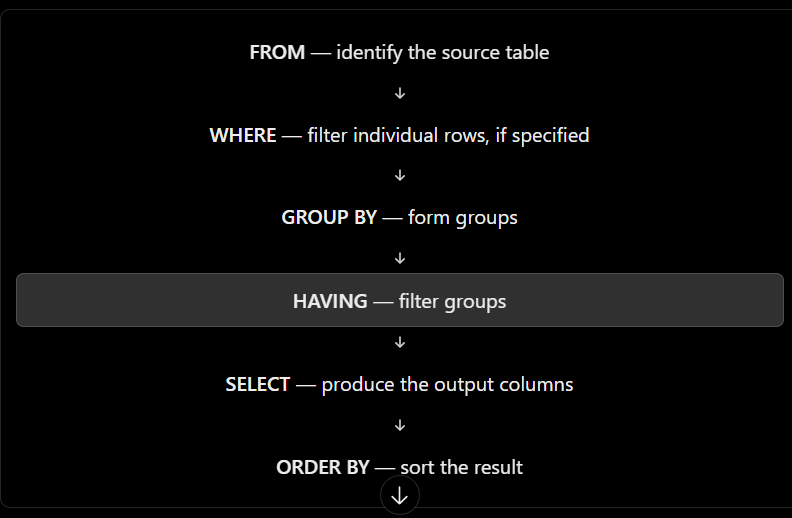 FROM — identify the source table
↓
WHERE — filter individual rows, if specified
↓
GROUP BY — form groups
↓
HAVING — filter groups
↓
SELECT — produce the output columns
↓
ORDER BY — sort the result